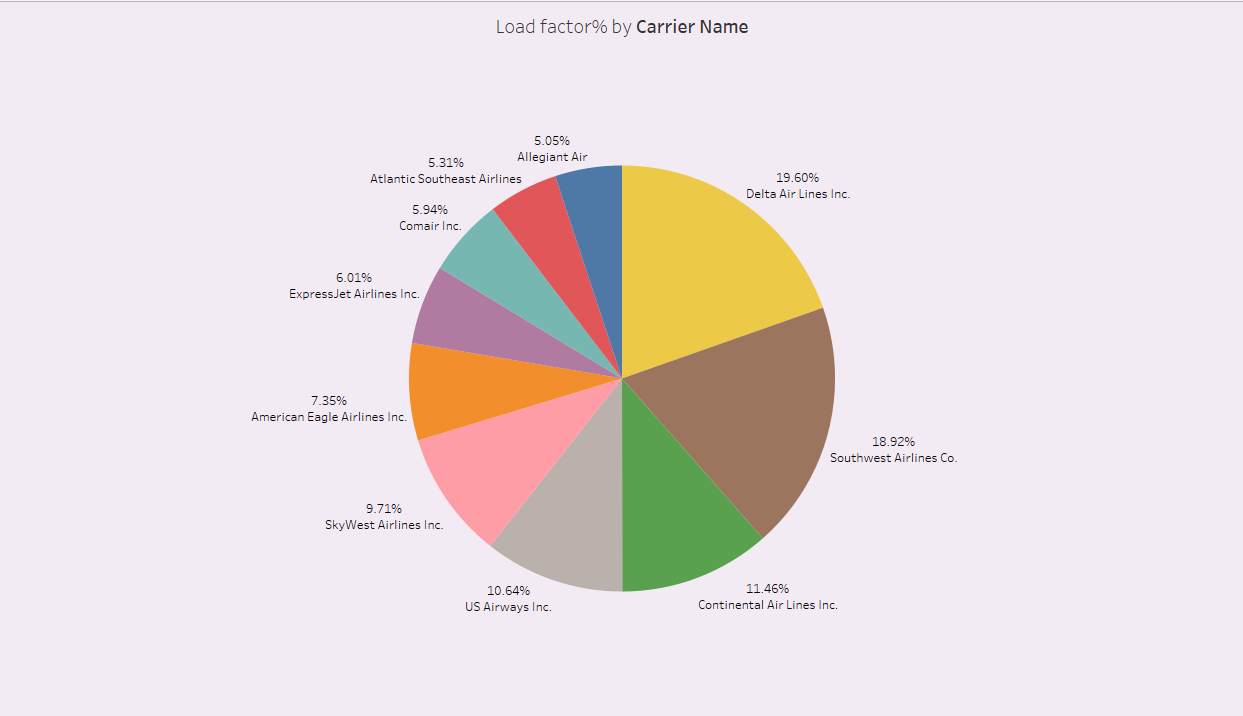 Load factor% by Carrier Name
5.05%
Allegiant Air
5.31%
Atlantic Southeast Airlines
19.60%
Delta Air Lines Inc.
5.94%
Comair Inc.
6.01%
ExpressJet Airlines Inc.
7.35%
American Eagle Airlines Inc.
18.92%
Southwest Airlines Co.
9.71%
SkyWest Airlines Inc.
10.64%
US Airways Inc.
11.46%
Continental Air Lines Inc.